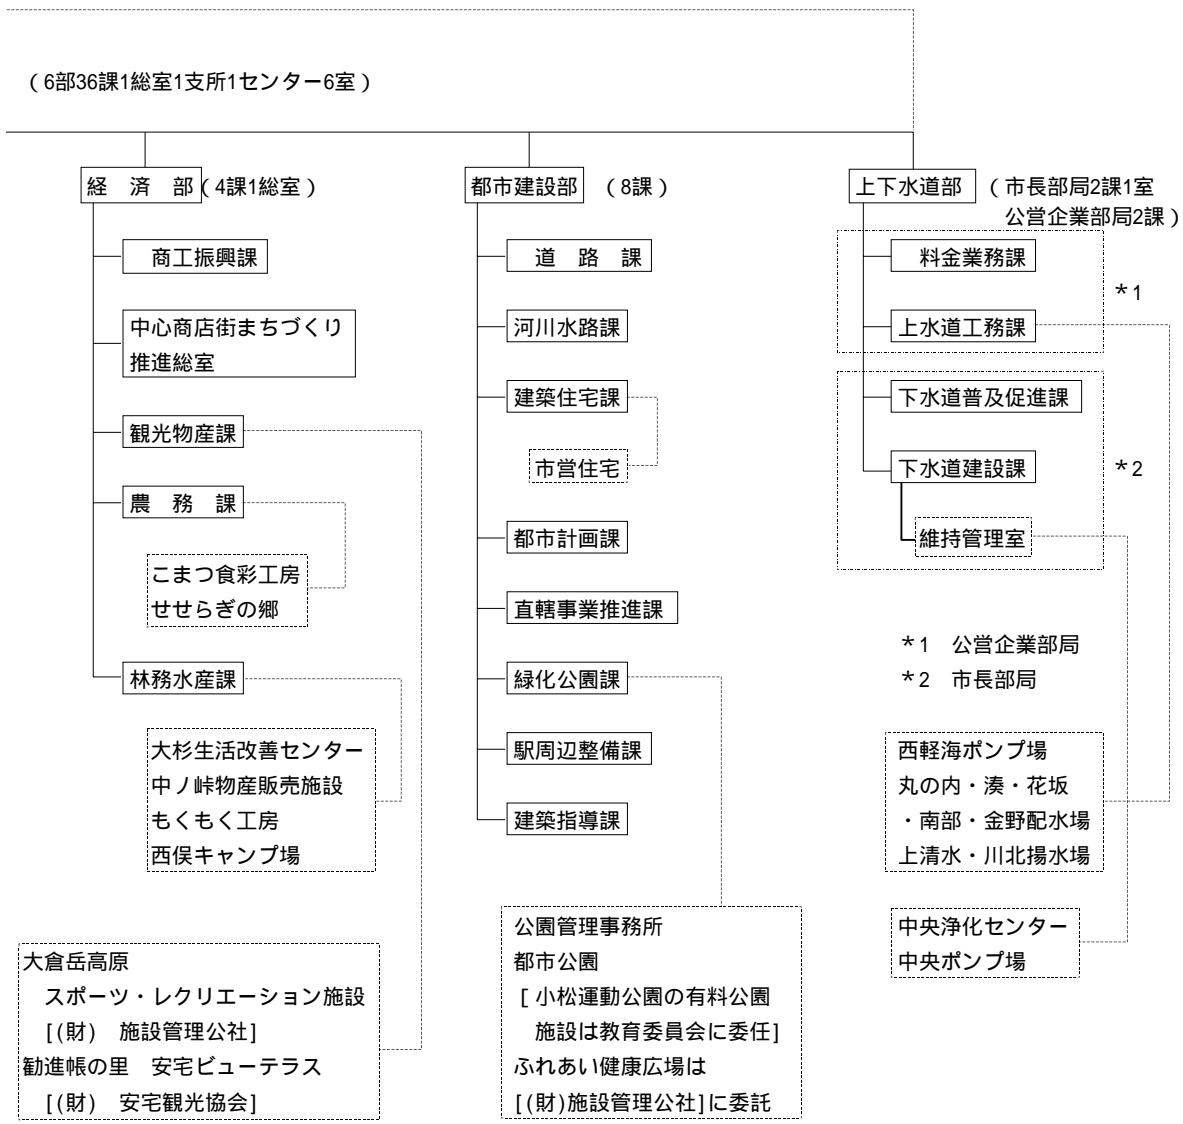 （6部36課1総室1支所1センター6室）
経　済　部（4課1総室）
商工振興課
中心商店街まちづくり
推進総室
観光物産課
農　務　課
こまつ食彩工房
せせらぎの郷
林務水産課
大杉生活改善センター
中ノ峠物産販売施設
もくもく工房
西俣キャンプ場
大倉岳高原
スポーツ・レクリエーション施設
[(財)　施設管理公社]
勧進帳の里　安宅ビューテラス
[(財)　安宅観光協会]
都市建設部　（8課）
道　路　課
河川水路課
建築住宅課
市営住宅
都市計画課
直轄事業推進課
緑化公園課
駅周辺整備課
建築指導課
公園管理事務所
都市公園
[ 小松運動公園の有料公園
施設は教育委員会に委任]
ふれあい健康広場は
[(財)施設管理公社]に委託
上下水道部　（市長部局2課1室
公営企業部局2課）
料金業務課
＊1
上水道工務課
下水道普及促進課
下水道建設課
＊2
維持管理室
＊1　公営企業部局
＊2　市長部局
西軽海ポンプ場
丸の内・湊・花坂
・南部・金野配水場
上清水・川北揚水場
中央浄化センター
中央ポンプ場